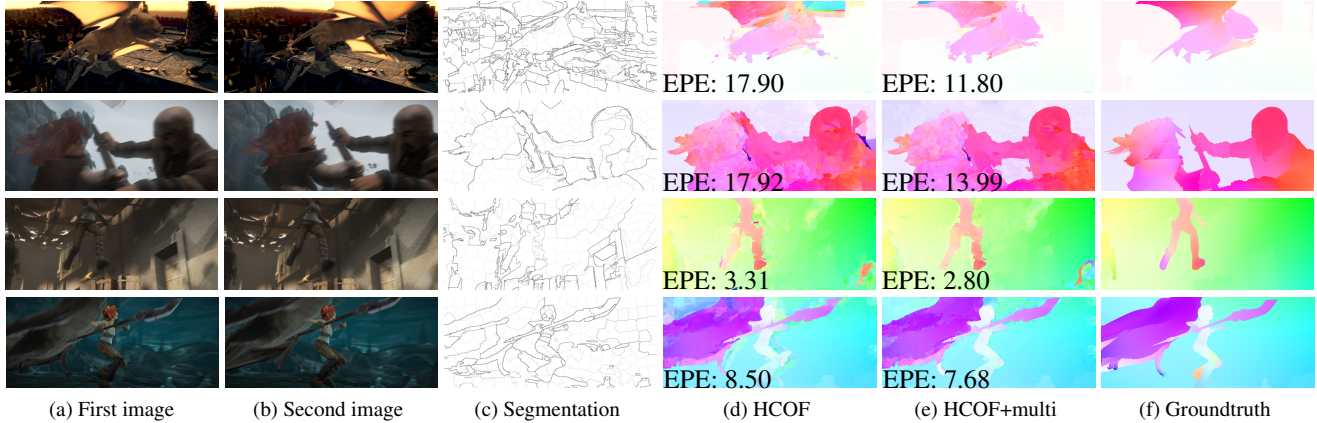 EPE: 17.90
EPE: 11.80
EPE: 17.92
EPE: 13.99
EPE: 3.31
EPE: 2.80
EPE: 8.50
EPE: 7.68
(a) First image
(b) Second image
(c) Segmentation
(d) HCOF
(e) HCOF+multi
(f) Groundtruth